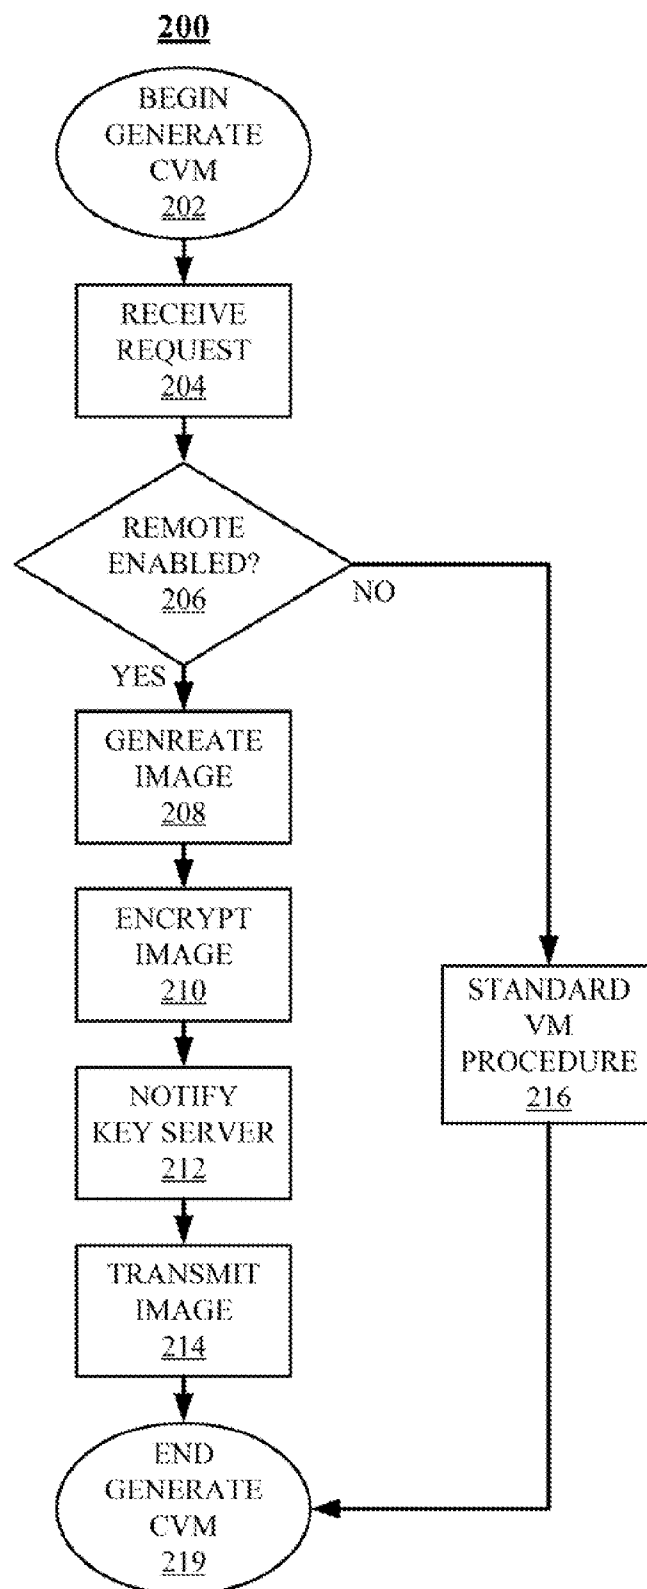 200
BEGIN
GENERATE
CVM
202
RECEIVE
REQUEST
204
REMOTE
ENABLED?
206
NO
YES
GENREATE
IMAGE
208
ENCRYPT
IMAGE
210
STANDARD
VM
PROCEDURE
216
NOTIFY
KEY SERVER
212
TRANSMIT
IMAGE
214
END
GENERATE
CVM
219